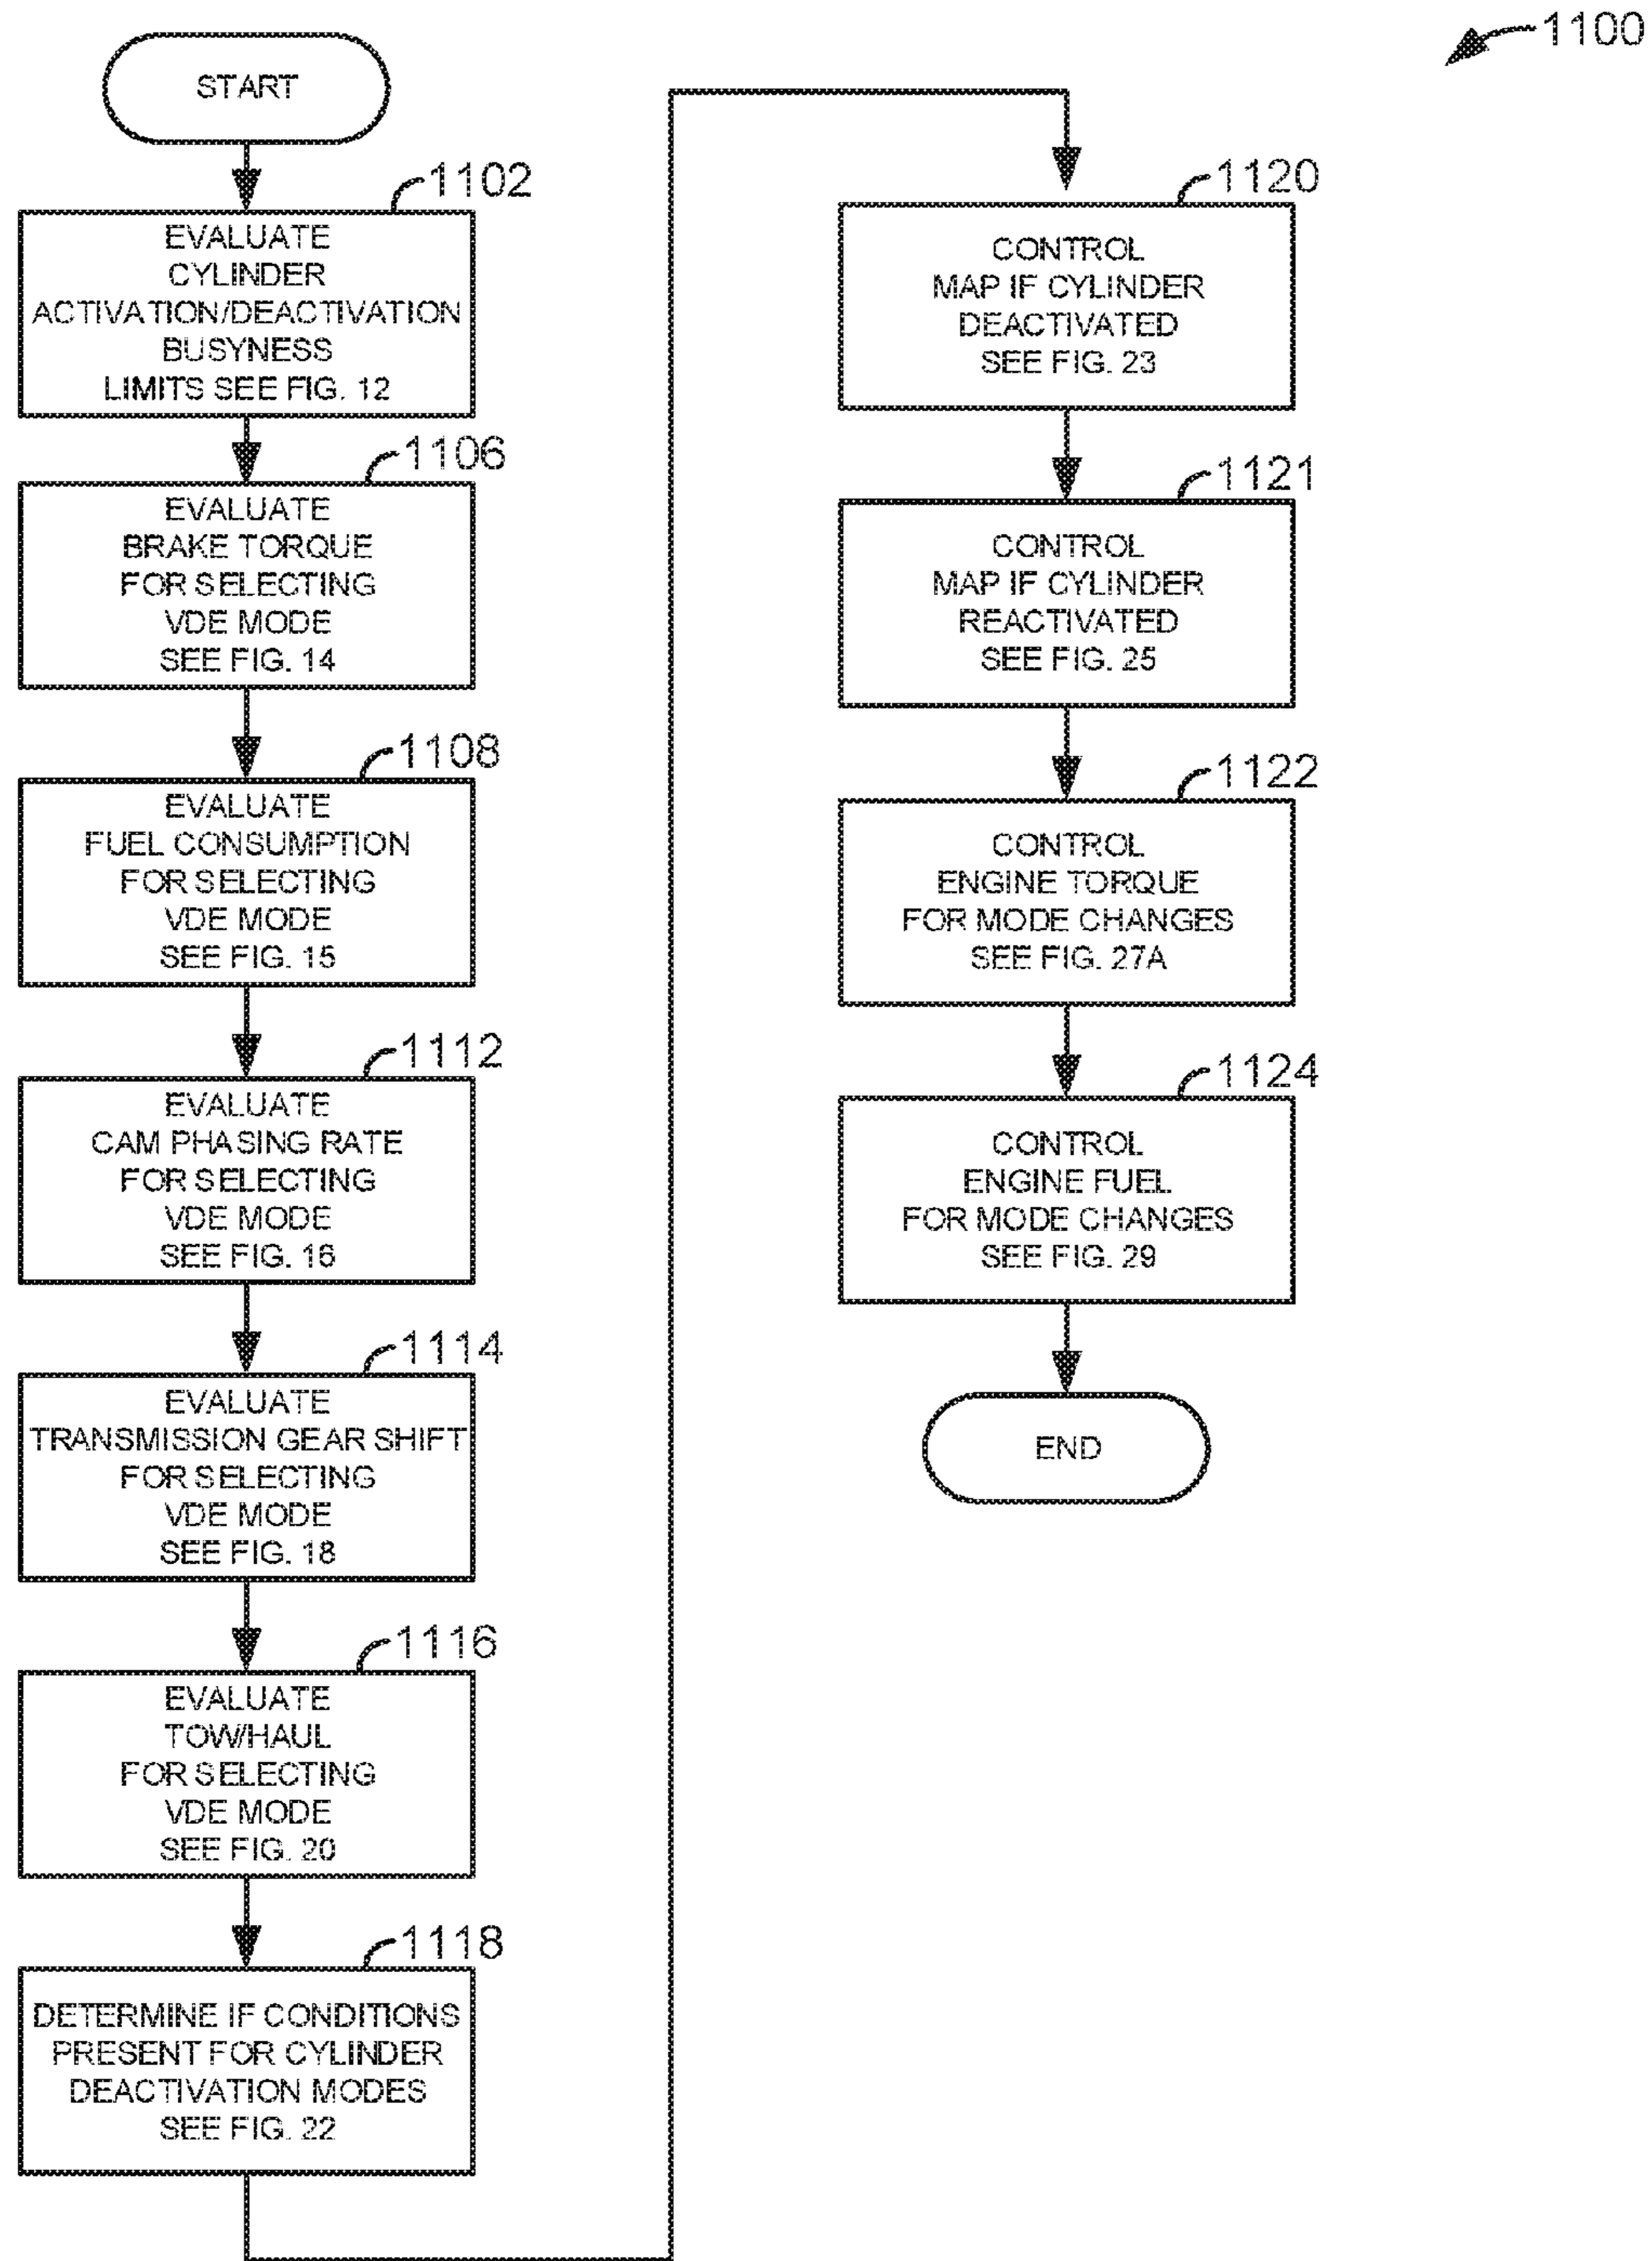 1100
START
1102
EVALUATE
CYLINDER
ACTIVATION/DEACTIVATION
BUSYNESS
LIMITS SEE FIG. 12
1106
EVALUATE
BRAKE TORQUE
FOR SELECTING
VDE MODE
SEE FIG. 14
1108
EVALUATE
FUEL CONSUMPTION
FOR SELECTING
VDE MODE
SEE FIG. 15
1112
EVALUATE
CAM PHASING RATE
FOR SELECTING
VDE MODE
SEE FIG. 16
1114
EVALUATE
TRANSMISSION GEAR SHIFT
FOR SELECTING
VDE MODE
SEE FIG. 18
1116
EVALUATE
TOW/HAUL
FOR SELECTING
VDE MODE
SEE FIG. 20
1118
DETERMINE IF CONDITIONS
PRESENT FOR CYLINDER
DEACTIVATION MODES
SEE FIG. 22
1120
CONTROL
MAP IF CYLINDER
DEACTIVATED
SEE FIG. 23
1121
CONTROL
MAP IF CYLINDER
REACTIVATED
SEE FIG. 25
1122
CONTROL
ENGINE TORQUE
FOR MODE CHANGES
SEE FIG. 27A
1124
CONTROL
ENGINE FUEL
FOR MODE CHANGES
SEE FIG. 29
END